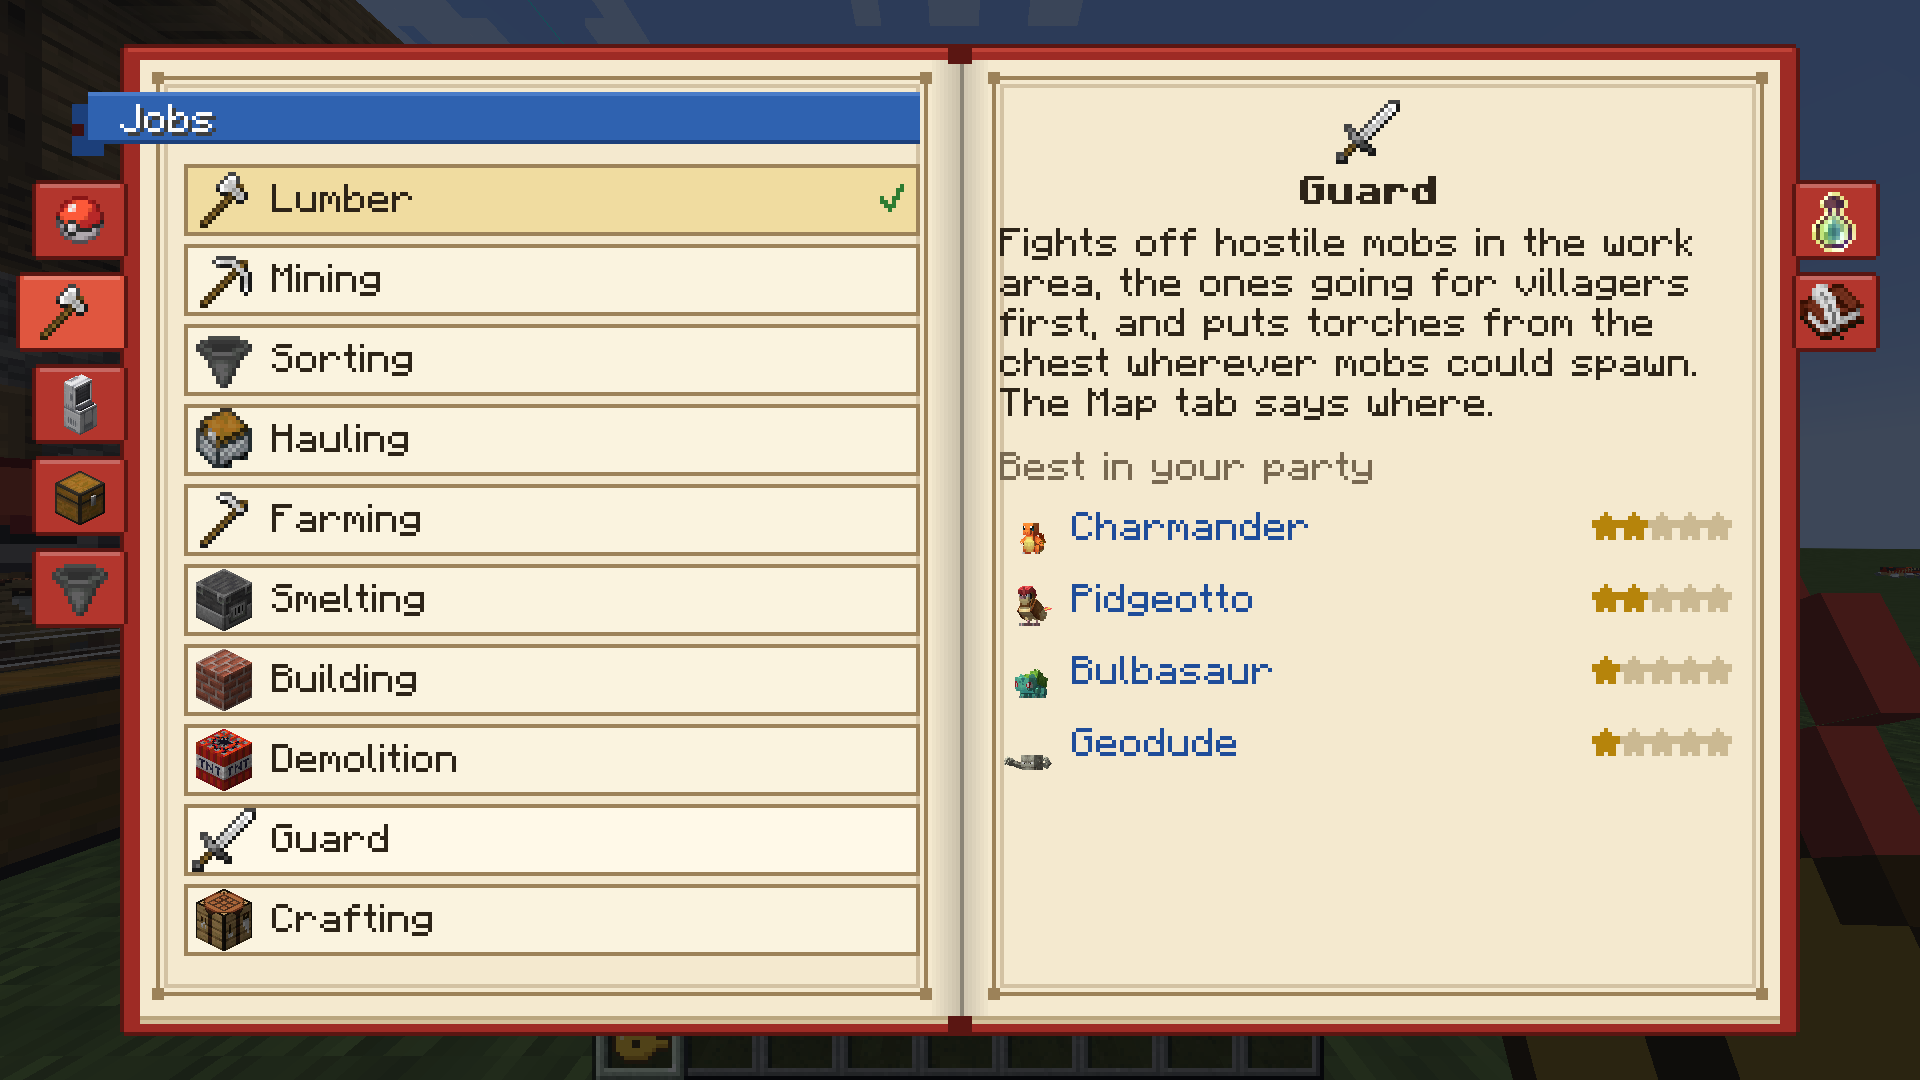 Jobs
Lumber
Mining
Sorting
Hauling
Farming
Smelting
Building
Demolition
Guard
Crafting
Guard
Fights off hostile mobs in the work
area, the ones going for villagers
first, and puts torches from the
chest wherever mobs could spawn.
The Map tab says where.
Best in your party
Charmander
Pidgeotto
Bulbasaur
Geodude
TNT TNT